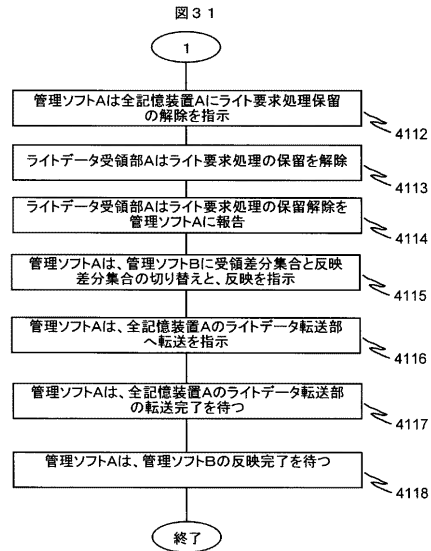 図３１
1
管理ソフトAは全記憶装置Aにライト要求処理保留
の解除を指示
4112
ライトデータ受領部Aはライト要求処理の保留を解除
4113
ライトデータ受領部Aはライト要求処理の保留解除を
管理ソフトAに報告
4114
管理ソフトAは、管理ソフトBに受領差分集合と反映
差分集合の切り替えと、反映を指示
4115
管理ソフトAは、全記憶装置Aのライトデータ転送部
へ転送を指示
4116
管理ソフトAは、全記憶装置Aのライトデータ転送部
の転送完了を待つ
4117
管理ソフトAは、管理ソフトBの反映完了を待つ
4118
終了